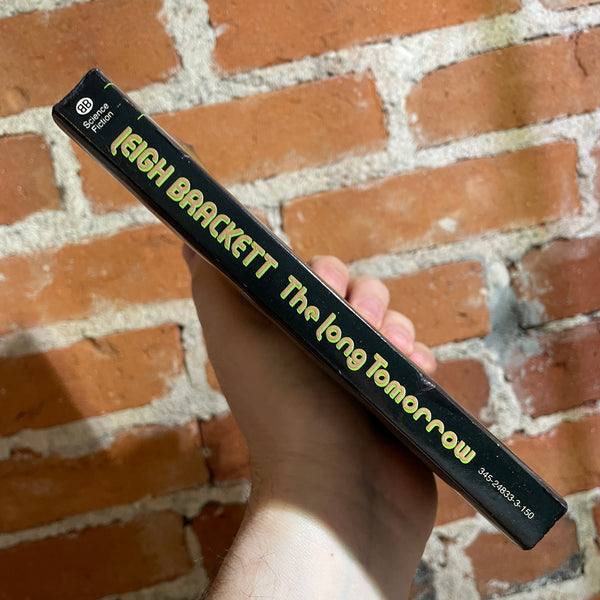 BB
Science
Fiction
LEIGH BRACKETT The Long Tomorrow
345-24833-3-150